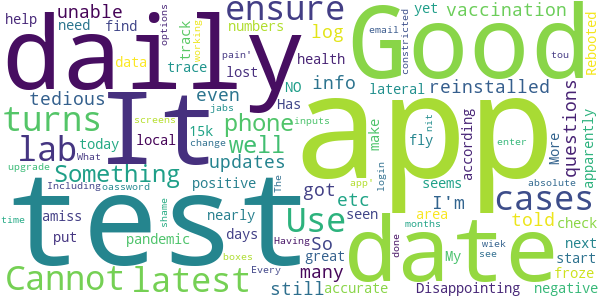 help unable find need yet ensure numbers log track trace data
options constricted email vaccination Good Rebooted
daily It
working pain' health
tedious even lost NO info lateral reinstalled
Has jabs
turns phone 15k make according More questions apparently
lab today local change screens well inputs app fly nit tou
What Something updates seems enter
upgrade Including oassword positive got etc login I'm absolute cases
test date
time amiss shame The nearly Use seen area told check
put pandemic days So great done My months wiek see next start
Cannot latest Having boxes many app' froze
Every still accurate Disappointing negative